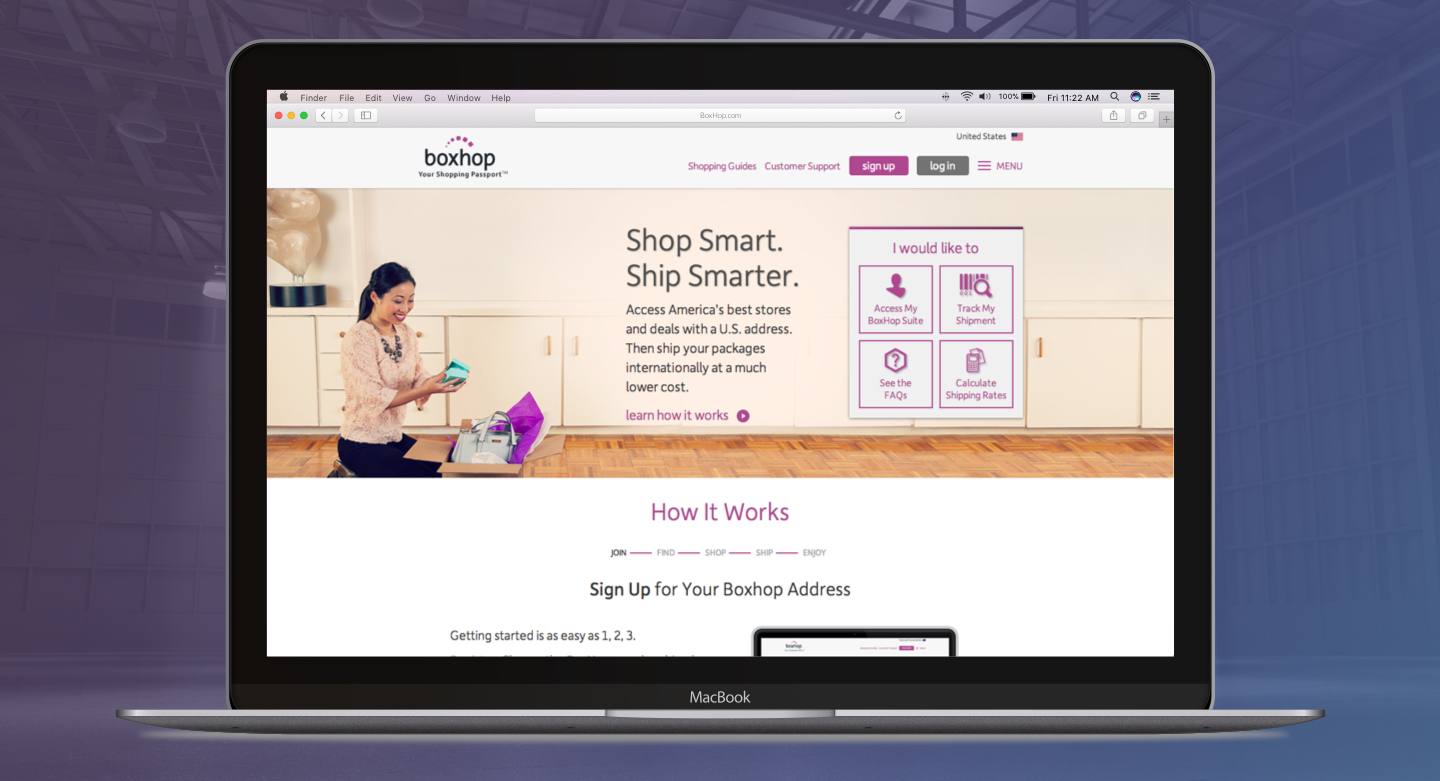 Finder File Edit View Go Window Help
100% Fri 11:22 AM
BoxHop.com
United States
boxhop
Your Shopping Passport™
Shopping Guides Customer Support sign up log in MENU
Shop Smart.
Ship Smarter.
Access America's best stores
and deals with a U.S. address.
Then ship your packages
internationally at a much
lower cost.
learn how it works
I would like to
Access My
BoxHop Suite
Track My
Shipment
See the
FAQs
Calculate
Shipping Rates
How It Works
JOIN FIND SHOP SHIP ENJOY
Sign Up for Your Boxhop Address
Getting started is as easy as 1, 2, 3.
boxhop
MacBook